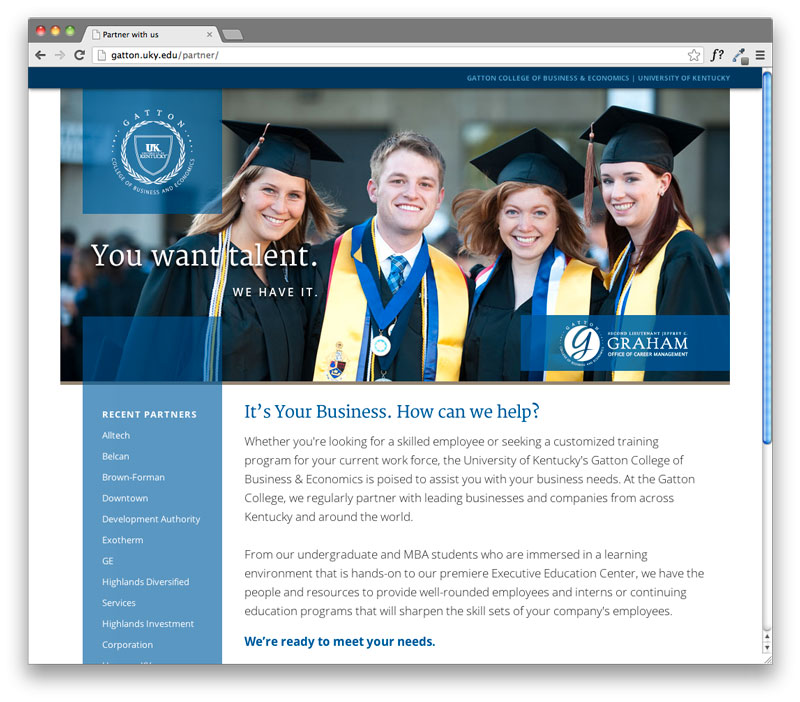 Partner with us
gatton.uky.edu/partner/
f?
GATTON COLLEGE OF BUSINESS & ECONOMICS | UNIVERSITY OF KENTUCKY
GATTON
UK
KENTUCKY
COLLEGE OF BUSINESS AND ECONOMICS
You want talent.
WE HAVE IT.
GATTON
SECOND LIEUTENANT JEFFREY C.
GRAHAM
OFFICE OF CAREER MANAGEMENT
RECENT PARTNERS
Alltech
Belcan
Brown-Forman
Downtown
Development Authority
Exotherm
GE
Highlands Diversified
Services
Highlands Investment
Corporation
It's Your Business. How can we help?
Whether you're looking for a skilled employee or seeking a customized training
program for your current work force, the University of Kentucky's Gatton College of
Business & Economics is poised to assist you with your business needs. At the Gatton
College, we regularly partner with leading businesses and companies from across
Kentucky and around the world.
From our undergraduate and MBA students who are immersed in a learning
environment that is hands-on to our premiere Executive Education Center, we have the
people and resources to provide well-rounded employees and interns or continuing
education programs that will sharpen the skill sets of your company's employees.
We're ready to meet your needs.